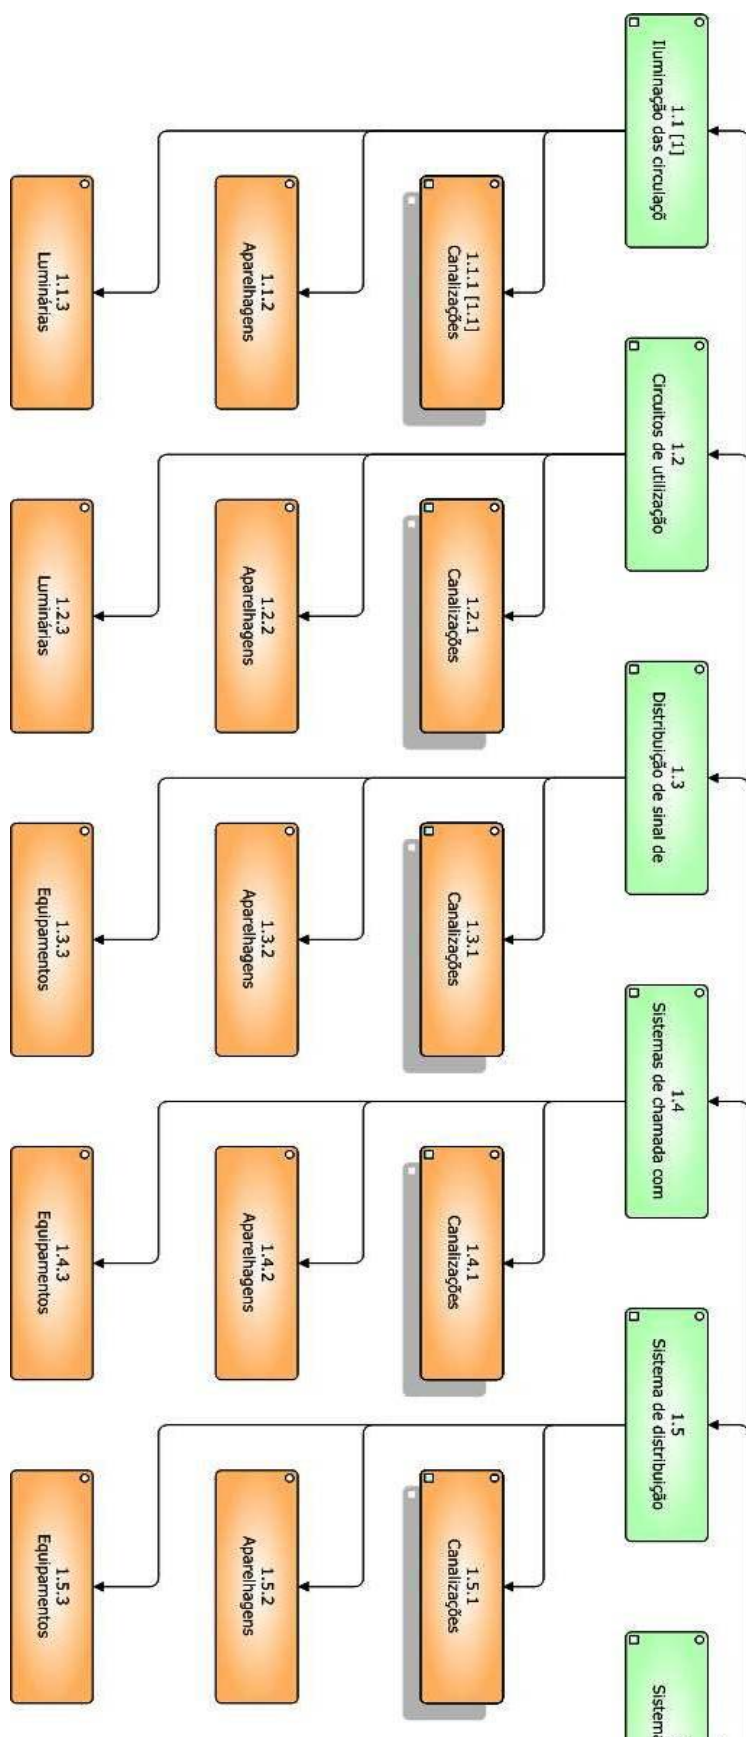 1.1 [1]
Iluminação das circulaçõ
1.1.1 [1.1]
Canalizações
1.1.2
Aparelhagens
1.1.3
Luminárias
1.2
Circuitos de utilização
1.2.1
Canalizações
1.2.2
Aparelhagens
1.2.3
Luminárias
1.3
Distribuição de sinal de
1.3.1
Canalizações
1.3.2
Aparelhagens
1.3.3
Equipamentos
1.4
Sistemas de chamada com
1.4.1
Canalizações
1.4.2
Aparelhagens
1.4.3
Equipamentos
1.5
Sistema de distribuição
1.5.1
Canalizações
1.5.2
Aparelhagens
1.5.3
Equipamentos